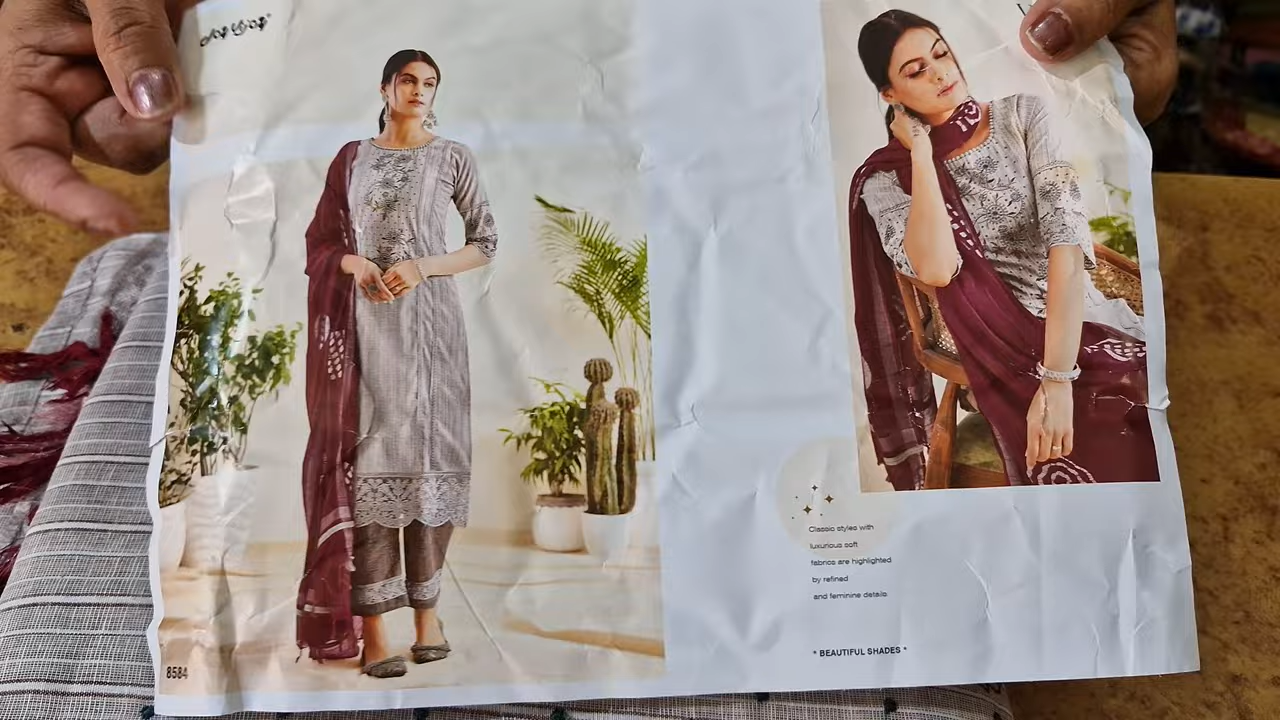 Classic styles with
luxurious soft
fabrics are highlighted
by refined
and feminine details
* BEAUTIFUL SHADES *
8584